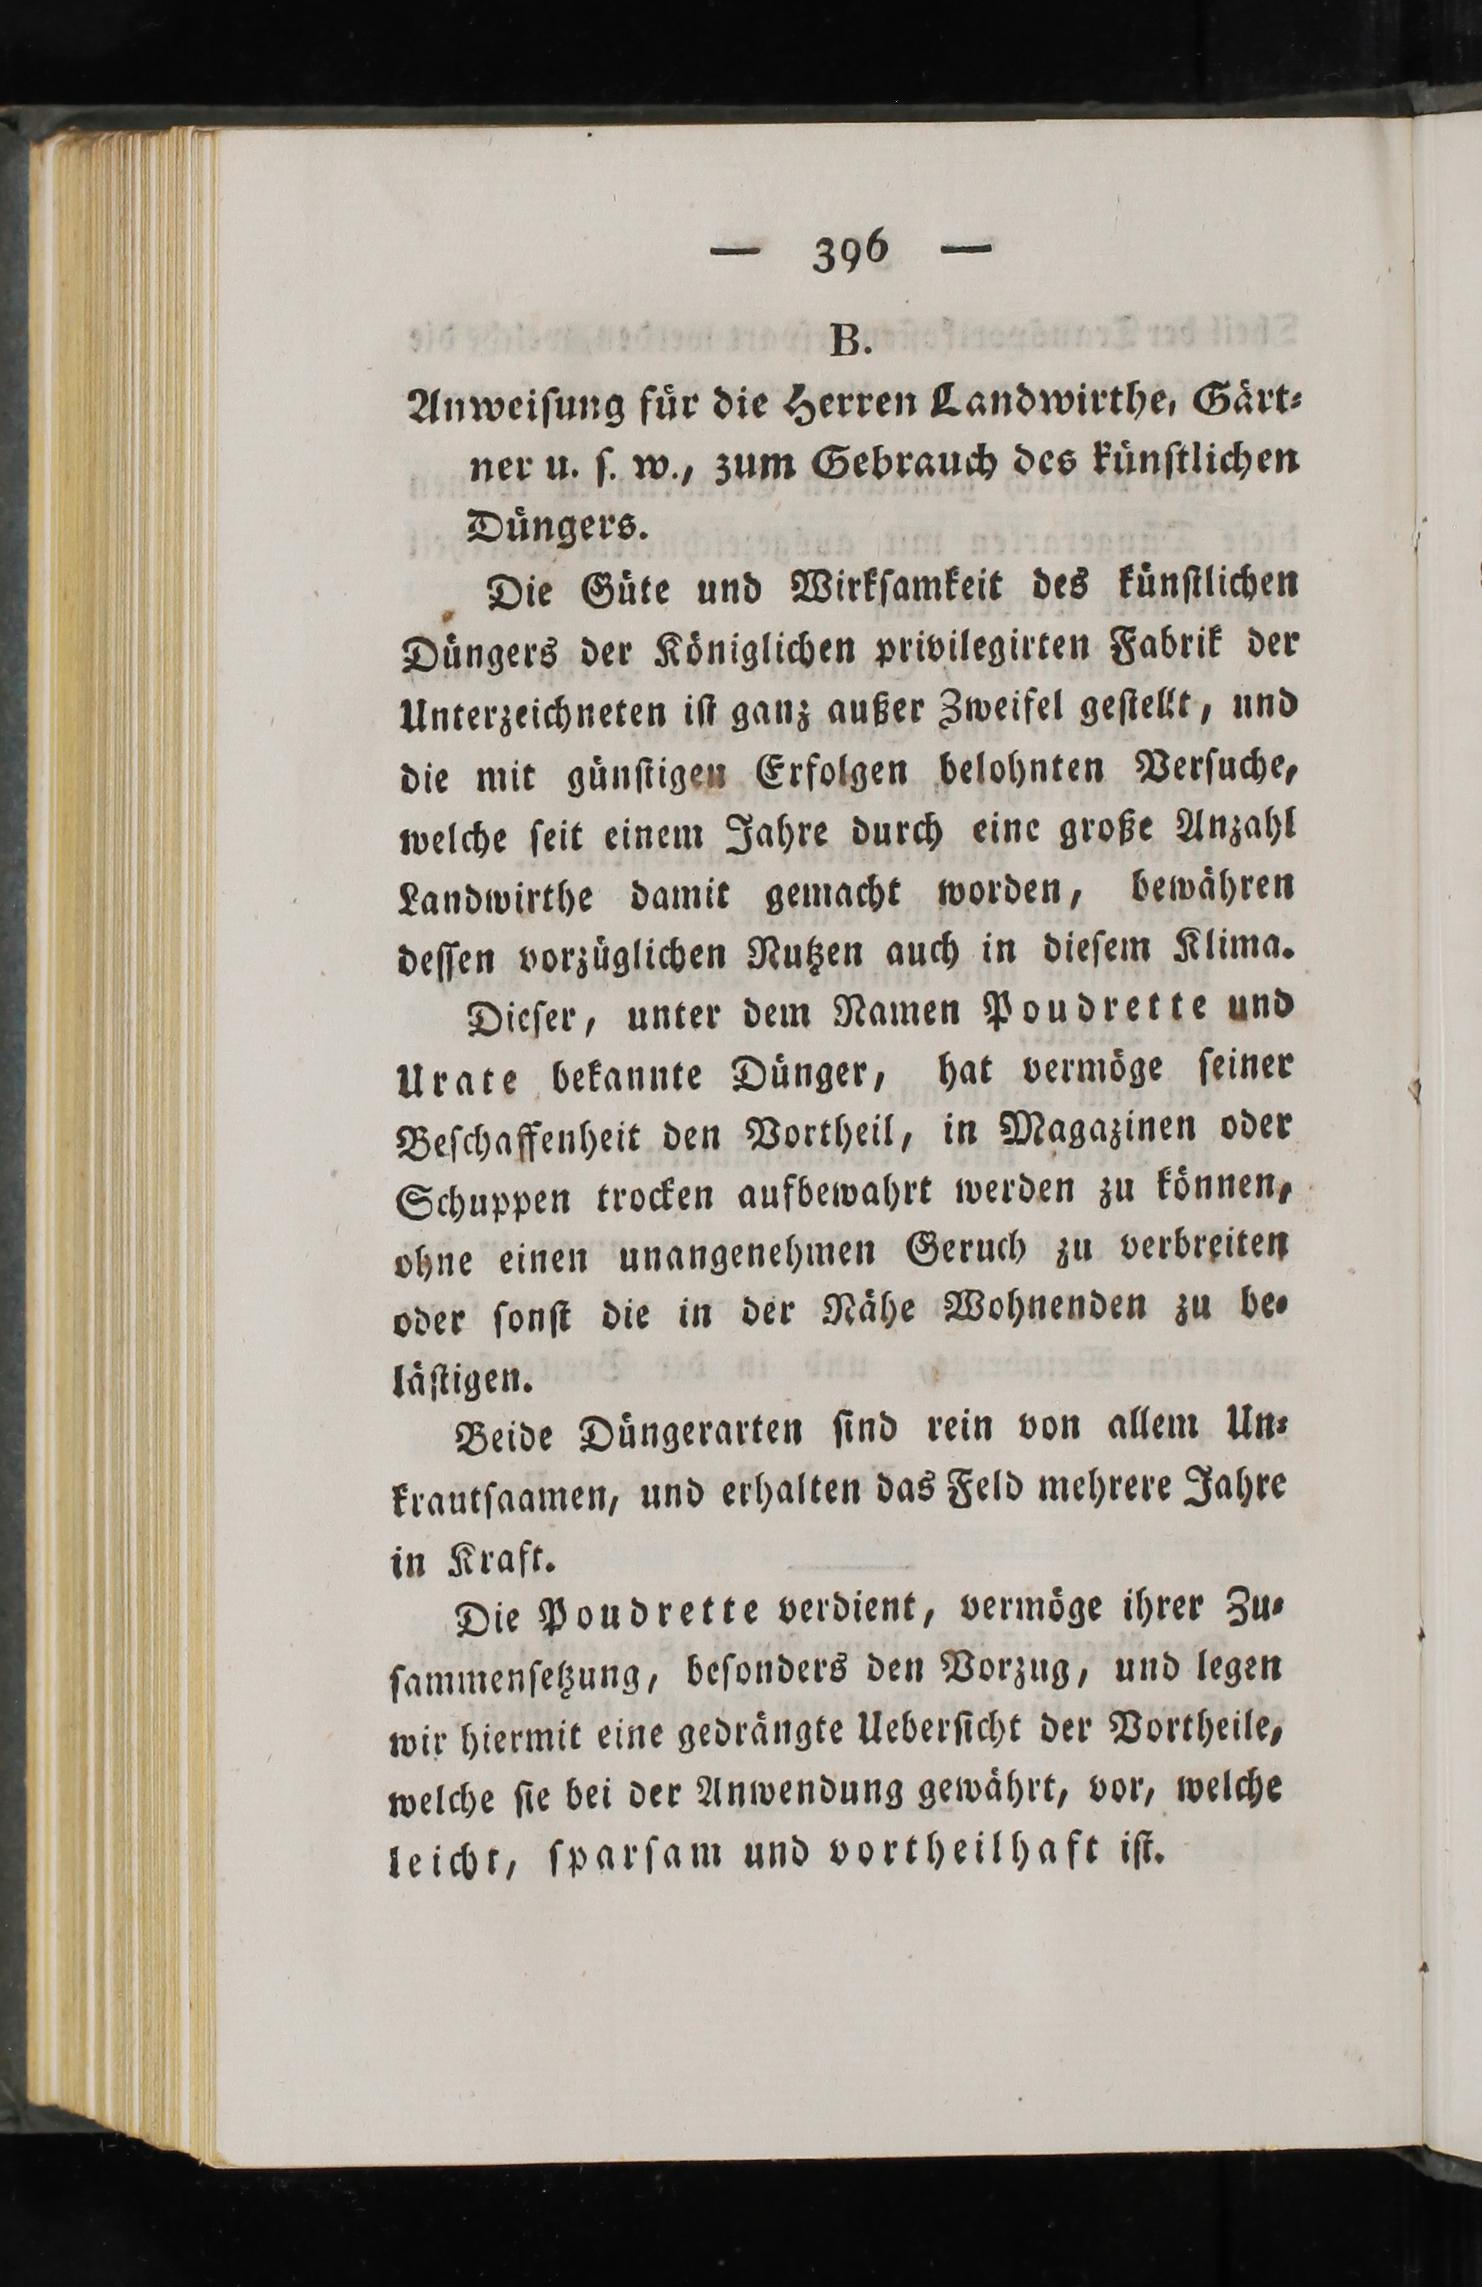 — 396 —
B.
Anweiſung für die Herren Landwirthe, Gärt⸗
ner u. ſ. w., zum Gebrauch des künſtlichen
Düngers.
Die Güte und Wirkſamkeit des künſtlichen
Düngers der Königlichen privilegirten Fabrik der
Unterzeichneten iſt ganz außer Zweifel geſtellt, und
die mit günſtigen Erfolgen belohnten Verſuche,
welche ſeit einem Jahre durch eine große Anzahl
Landwirthe damit gemacht worden, bewähren
deſſen vorzüglichen Nutzen auch in dieſem Klima.
Dieſer, unter dem Namen Poudrette und
Urate bekannte Dünger, hat vermöge ſeiner
Beſchaffenheit den Vortheil, in Magazinen oder
Schuppen trocken aufbewahrt werden zu können,
ohne einen unangenehmen Geruch zu verbreiten
oder ſonſt die in der Nähe Wohnenden zu be⸗
läſtigen.
Beide Düngerarten ſind rein von allem Un⸗
krautſaamen, und erhalten das Feld mehrere Jahre
in Kraft.
Die Poudrette verdient, vermöge ihrer Zu⸗
ſammenſetzung, beſonders den Vorzug, und legen
wir hiermit eine gedrängte Ueberſicht der Vortheile,
welche ſie bei der Anwendung gewährt, vor, welche
leicht, ſparſam und vortheilhaft iſt.